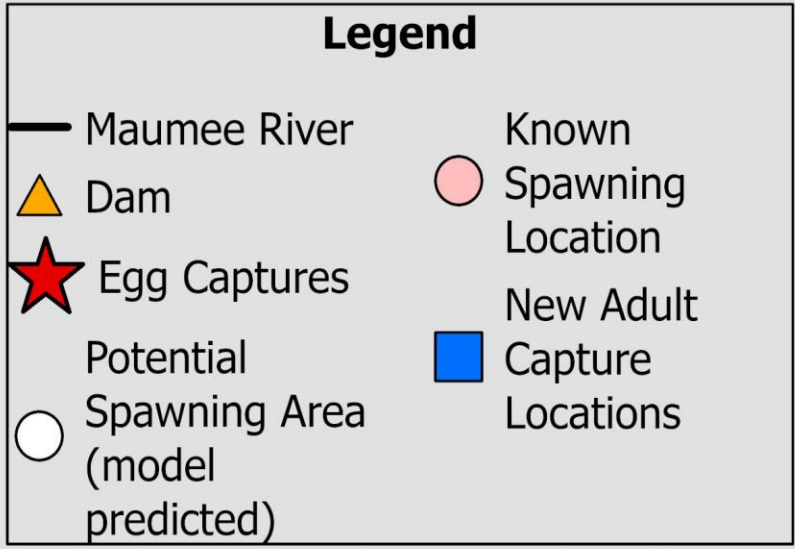 Legend
Maumee River
Dam
Egg Captures
Potential
Spawning Area
(model
predicted)
Known
Spawning
Location
New Adult
Capture
Locations